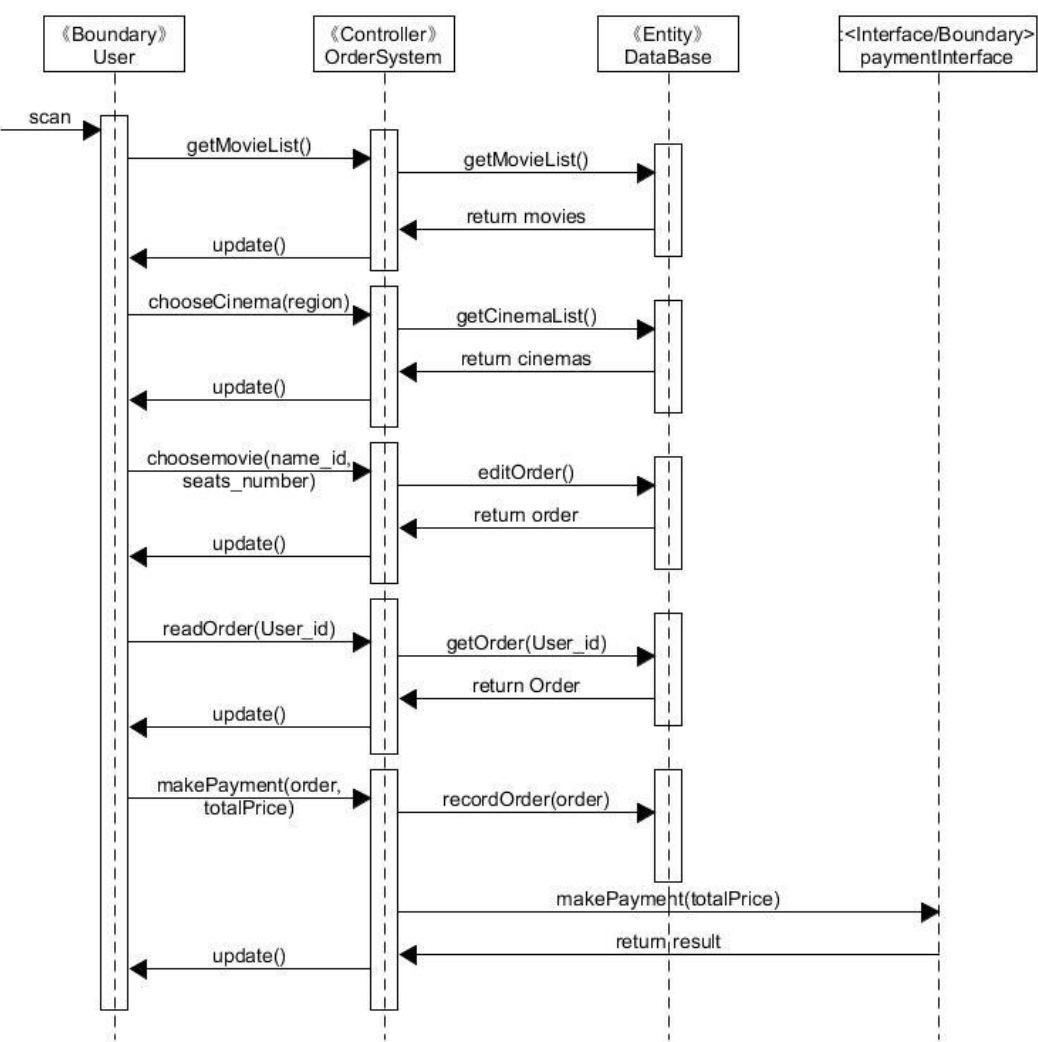 《Boundary》
User
《Controller》
OrderSystem
《Entity》
DataBase
:<Interface/Boundary>
paymentInterface
scan
getMovieList()
getMovieList()
return movies
update()
chooseCinema(region)
getCinemaList()
return cinemas
update()
choosemovie(name_id,
seats_number)
editOrder()
return order
update()
readOrder(User_id)
getOrder(User_id)
return Order
update()
makePayment(order,
totalPrice)
recordOrder(order)
makePayment(totalPrice)
return result
update()